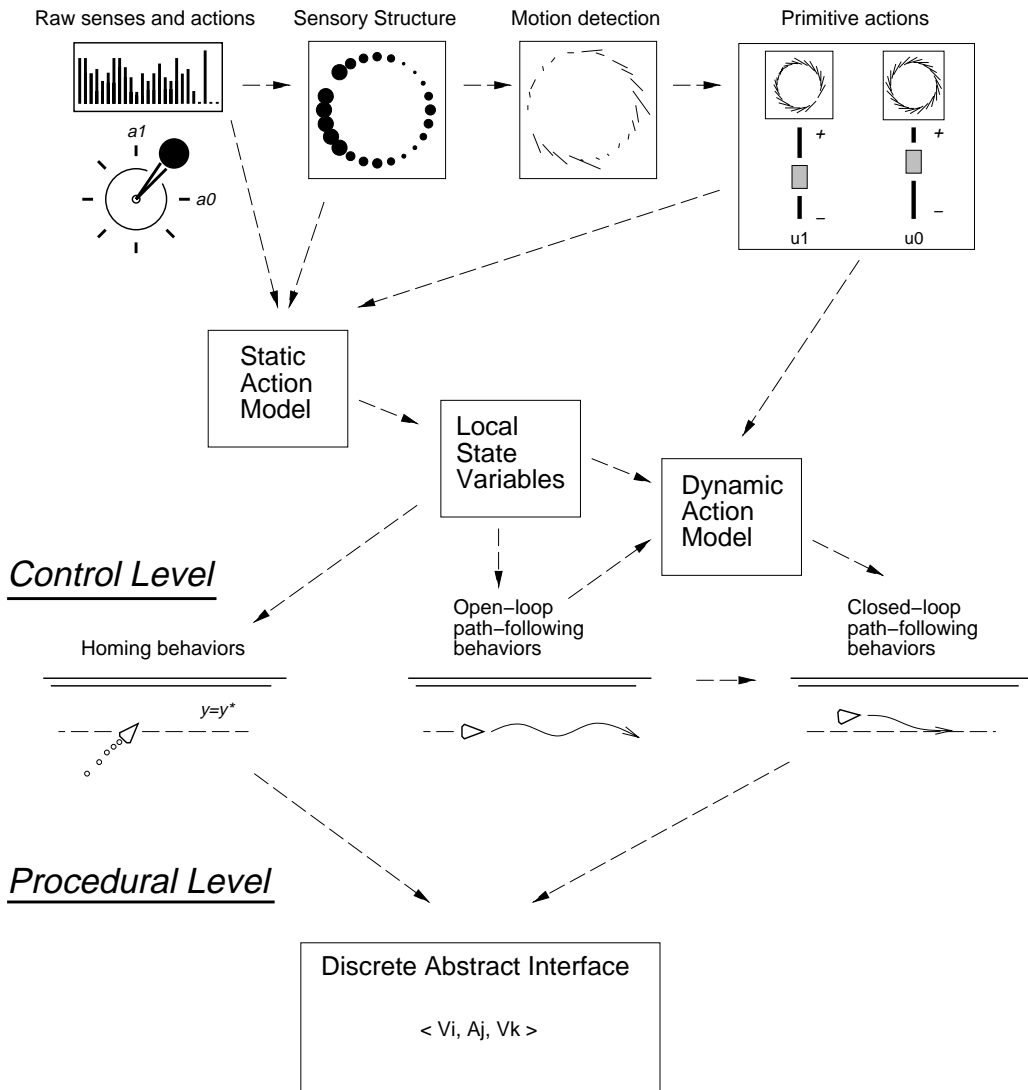 Raw senses and actions
Sensory Structure
Motion detection
Primitive actions
a1
a0
+
+
−
−
u1
u0
Static
Action
Model
Local
State
Variables
Dynamic
Action
Model
Control Level
Open−loop
path−following
behaviors
Closed−loop
path−following
behaviors
Homing behaviors
y=y*
Procedural Level
Discrete Abstract Interface
< Vi, Aj, Vk >